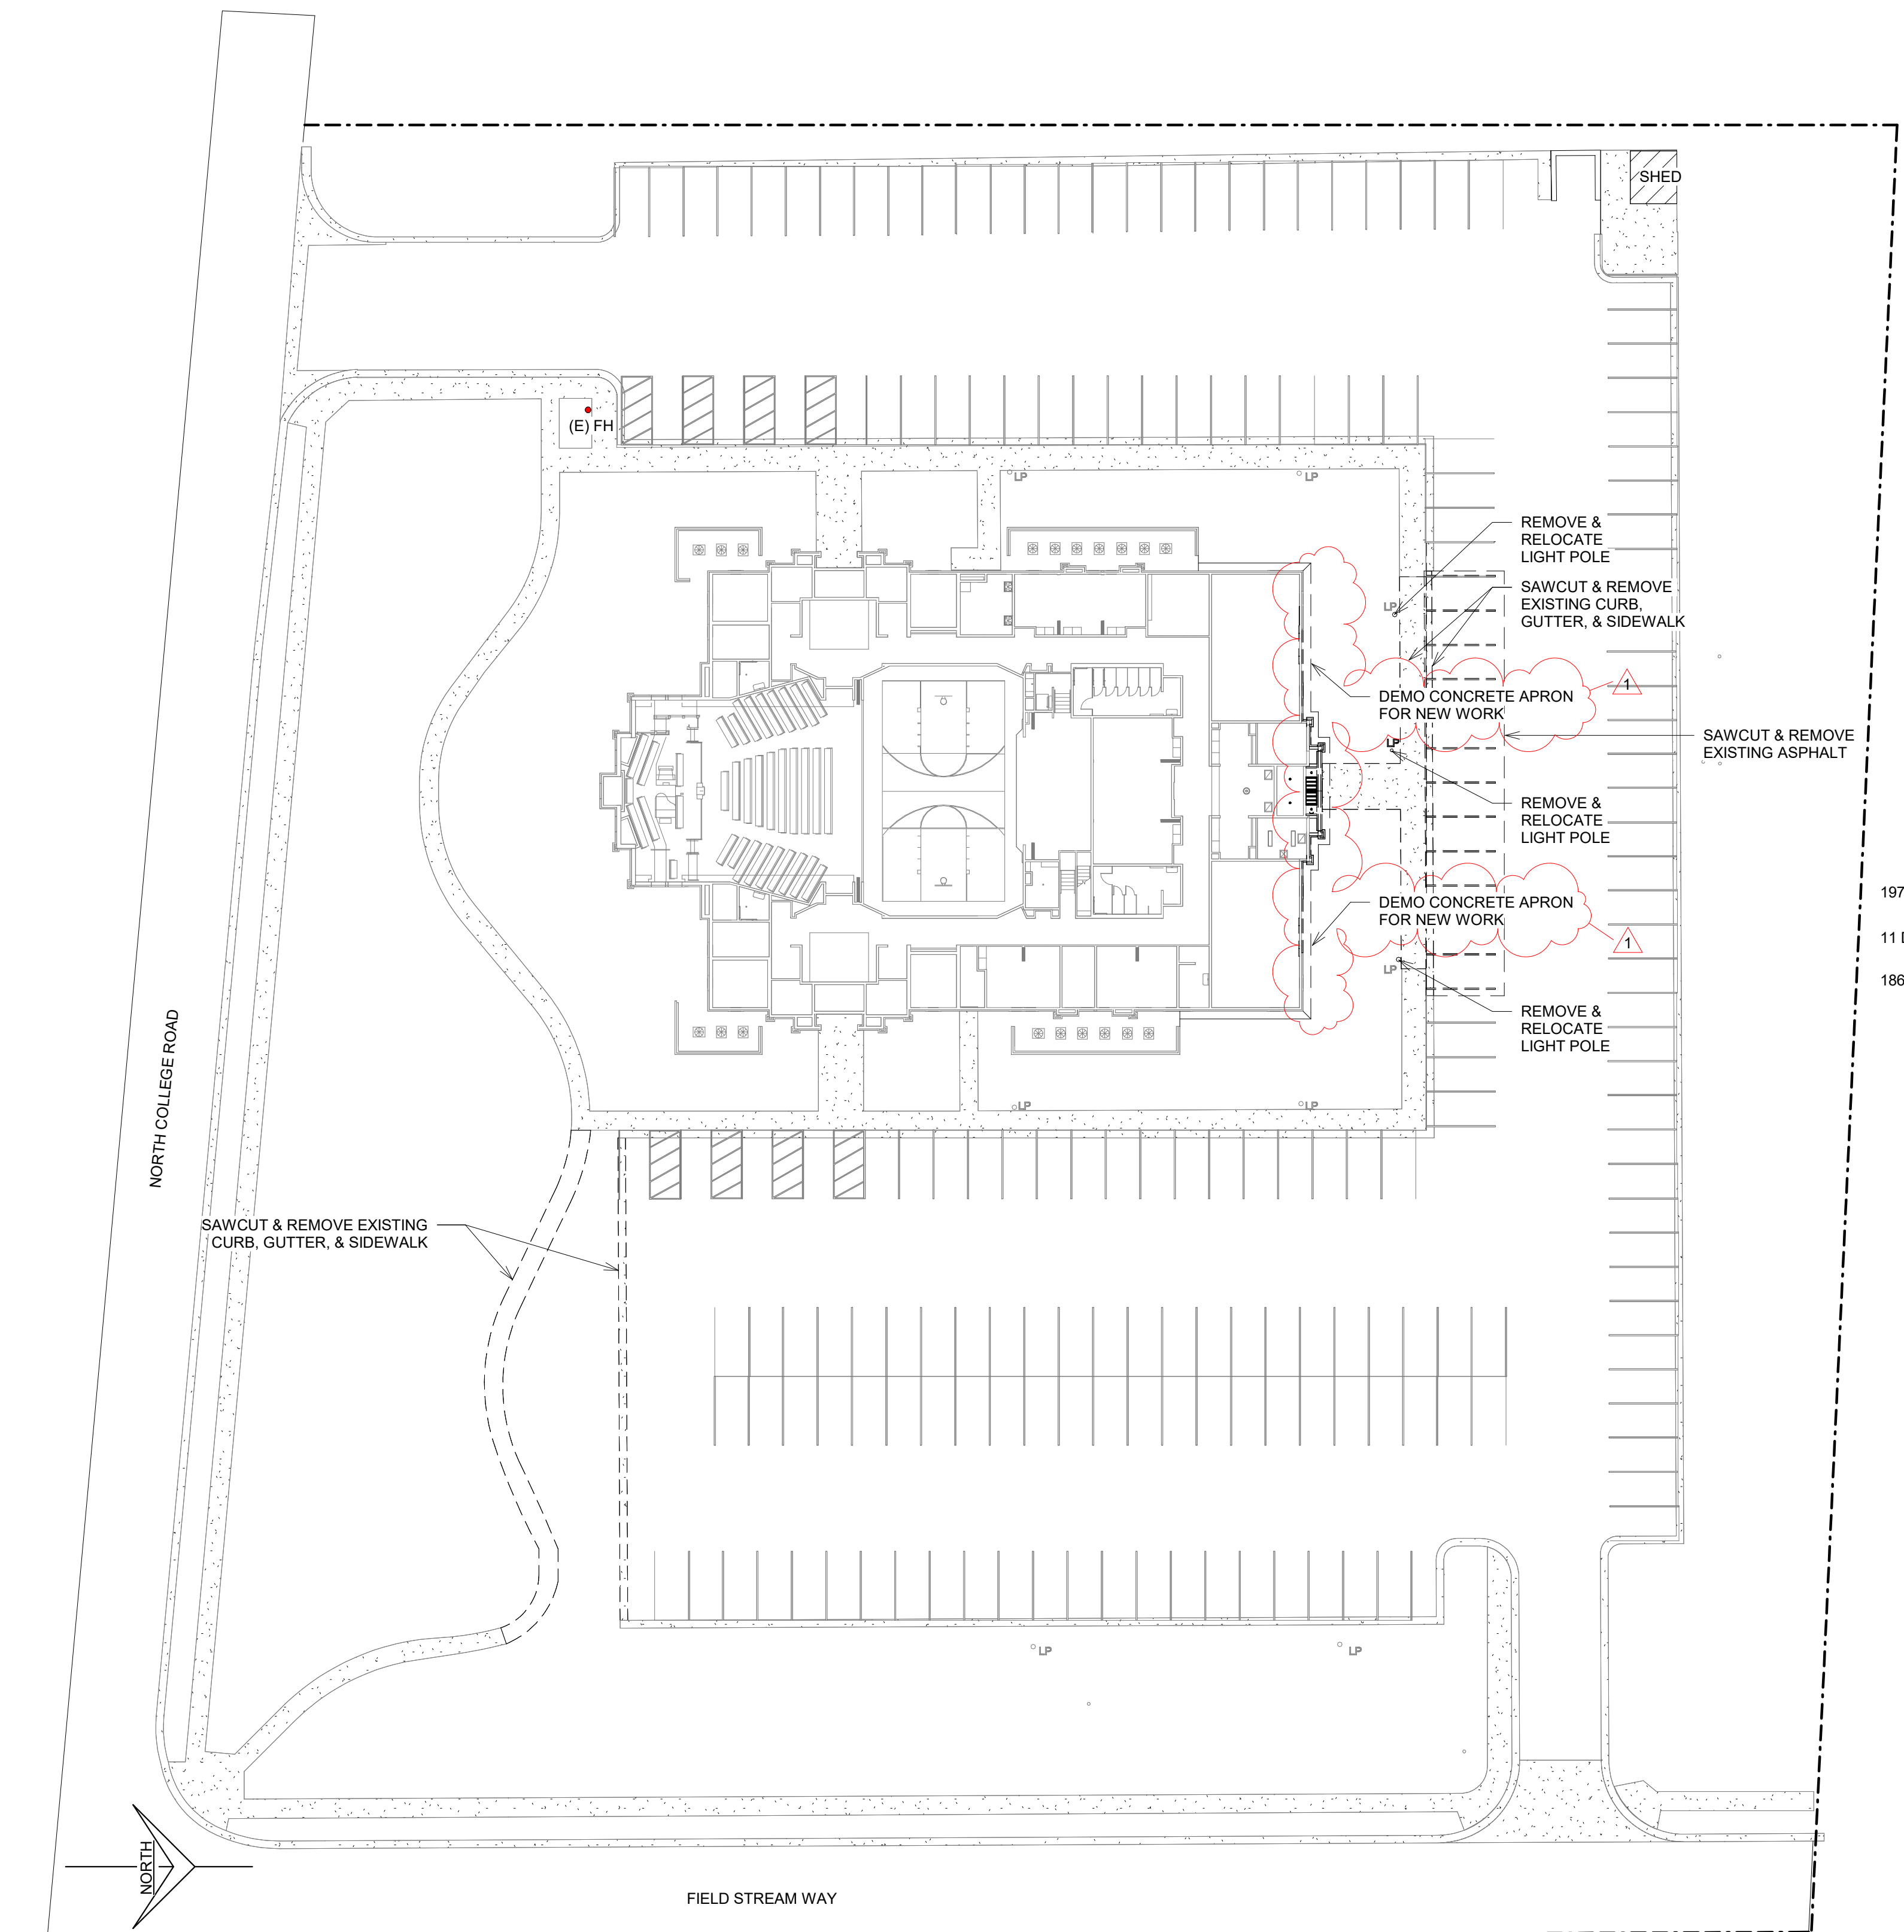 SHED
(E) FH
LP
LP
REMOVE &
RELOCATE
LIGHT POLE
SAWCUT & REMOVE
EXISTING CURB,
GUTTER, & SIDEWALK
LP
DEMO CONCRETE APRON
FOR NEW WORK
1
LP
SAWCUT & REMOVE
EXISTING ASPHALT
REMOVE &
RELOCATE
LIGHT POLE
DEMO CONCRETE APRON
FOR NEW WORK
1
197
11
186
LP
REMOVE &
RELOCATE
LIGHT POLE
LP
LP
NORTH COLLEGE ROAD
SAWCUT & REMOVE EXISTING
CURB, GUTTER, & SIDEWALK
LP
LP
NORTH
FIELD STREAM WAY